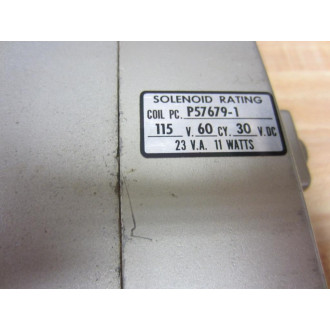 SOLENOID RATING
COIL PC. P57679-1
115 V. 60 CY. 30 V.DC
23 V.A. 11 WATTS